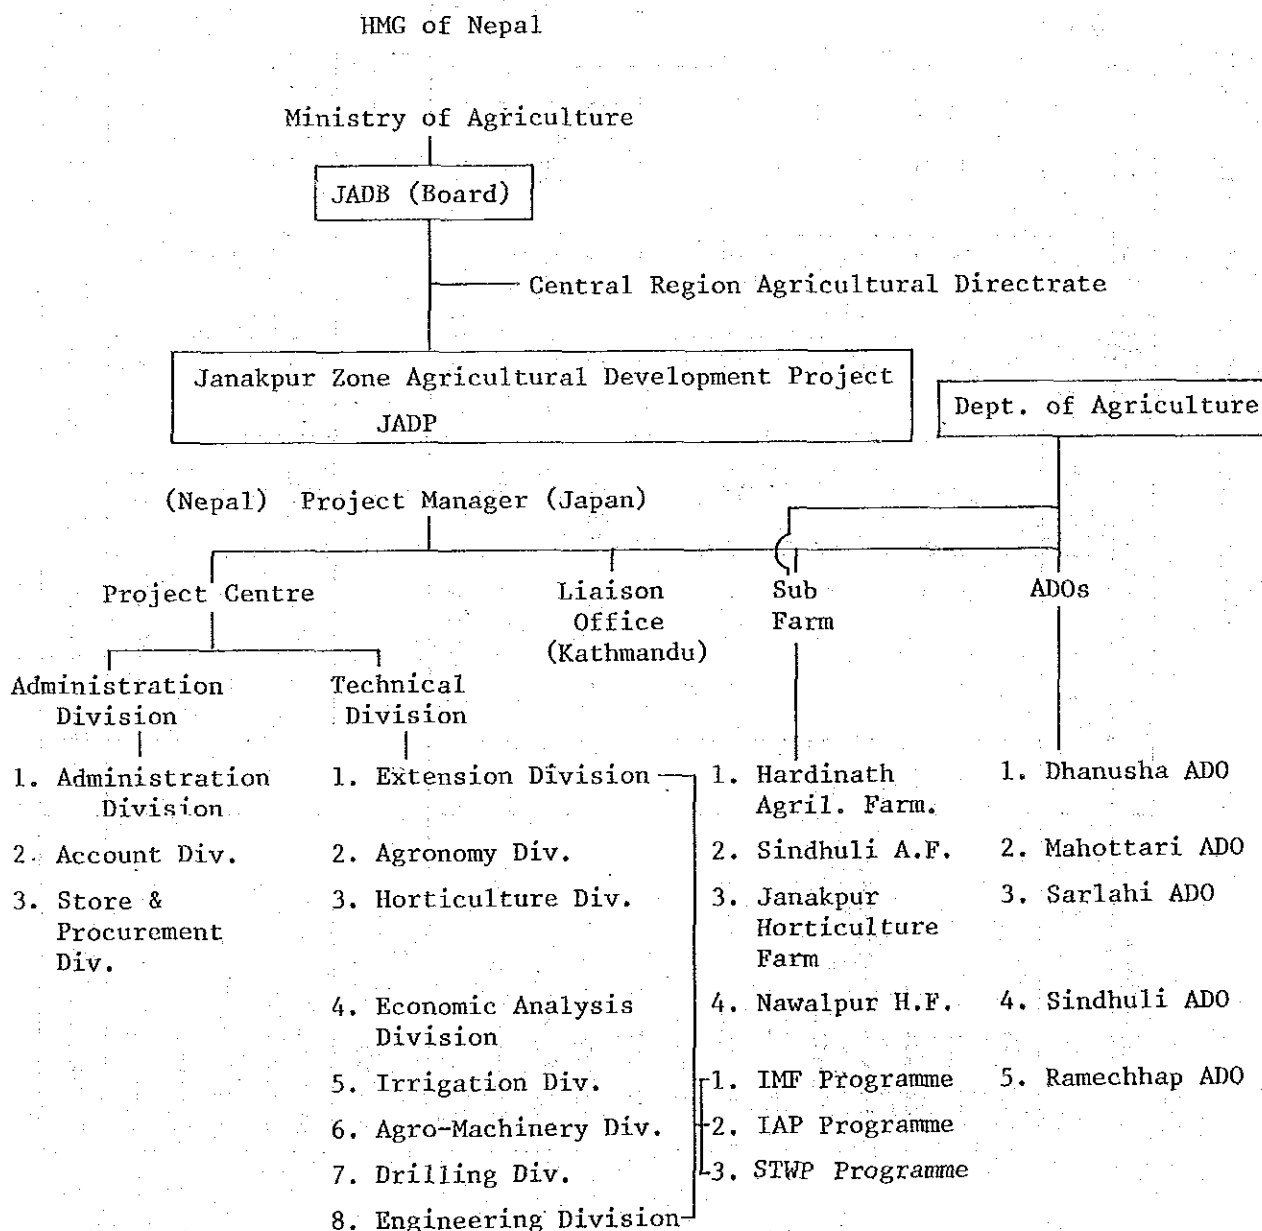 HMG of Nepal
Ministry of Agriculture
JADB (Board)
Central Region Agricultural Directrate
Janakpur Zone Agricultural Development Project
JADP
Dept. of Agriculture
(Nepal) Project Manager (Japan)
Project Centre
Liaison
Office
(Kathmandu)
Sub
Farm
ADOs
Administration
Division
Technical
Division
1. Administration
Division
2. Account Div.
3. Store &
Procurement
Div.
1. Extension Division
2. Agronomy Div.
3. Horticulture Div.
4. Economic Analysis
Division
5. Irrigation Div.
6. Agro-Machinery Div.
7. Drilling Div.
8. Engineering Division
1. Hardinath
Agril. Farm.
2. Sindhuli A.F.
3. Janakpur
Horticulture
Farm
4. Nawalpur H.F.
1. IMF Programme
2. IAP Programme
3. STWP Programme
1. Dhanusha ADO
2. Mahottari ADO
3. Sarlahi ADO
4. Sindhuli ADO
5. Ramechhap ADO